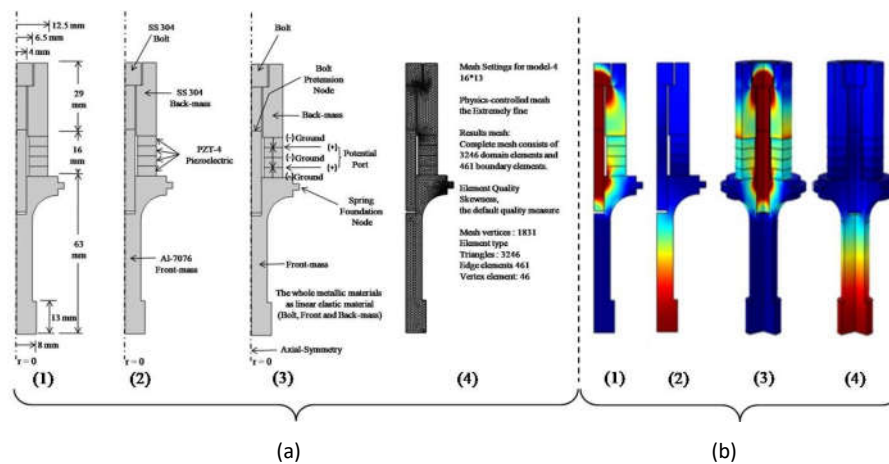 12.5 mm
6.5 mm
4 mm
29
mm
16
mm
63
mm
13 mm
8 mm
r = 0
(1)
SS 304
Bolt
SS 304
Back-mass
PZT-4
Piezoelectric
Al-7076
Front-mass
r = 0
(2)
Bolt
Bolt
Pretension
Node
Back-mass
(-)Ground
(+)
(-)Ground
(+)
(-)Ground
Potential
Port
Spring
Foundation
Node
Front-mass
The whole metallic materials
as linear elastic material
(Bolt, Front and Back-mass)
Axial-Symmetry
r = 0
(3)
Mesh Settings for model-4
16*13
Physics-controlled mesh
the Extremely fine
Results mesh:
Complete mesh consists of
3246 domain elements and
461 boundary elements.
Element Quality
Skewness,
the default quality measure
Mesh vertices : 1831
Element type
Triangles : 3246
Edge elements 461
Vertex element: 46
(4)
(a)
(1)
(2)
(3)
(4)
(b)